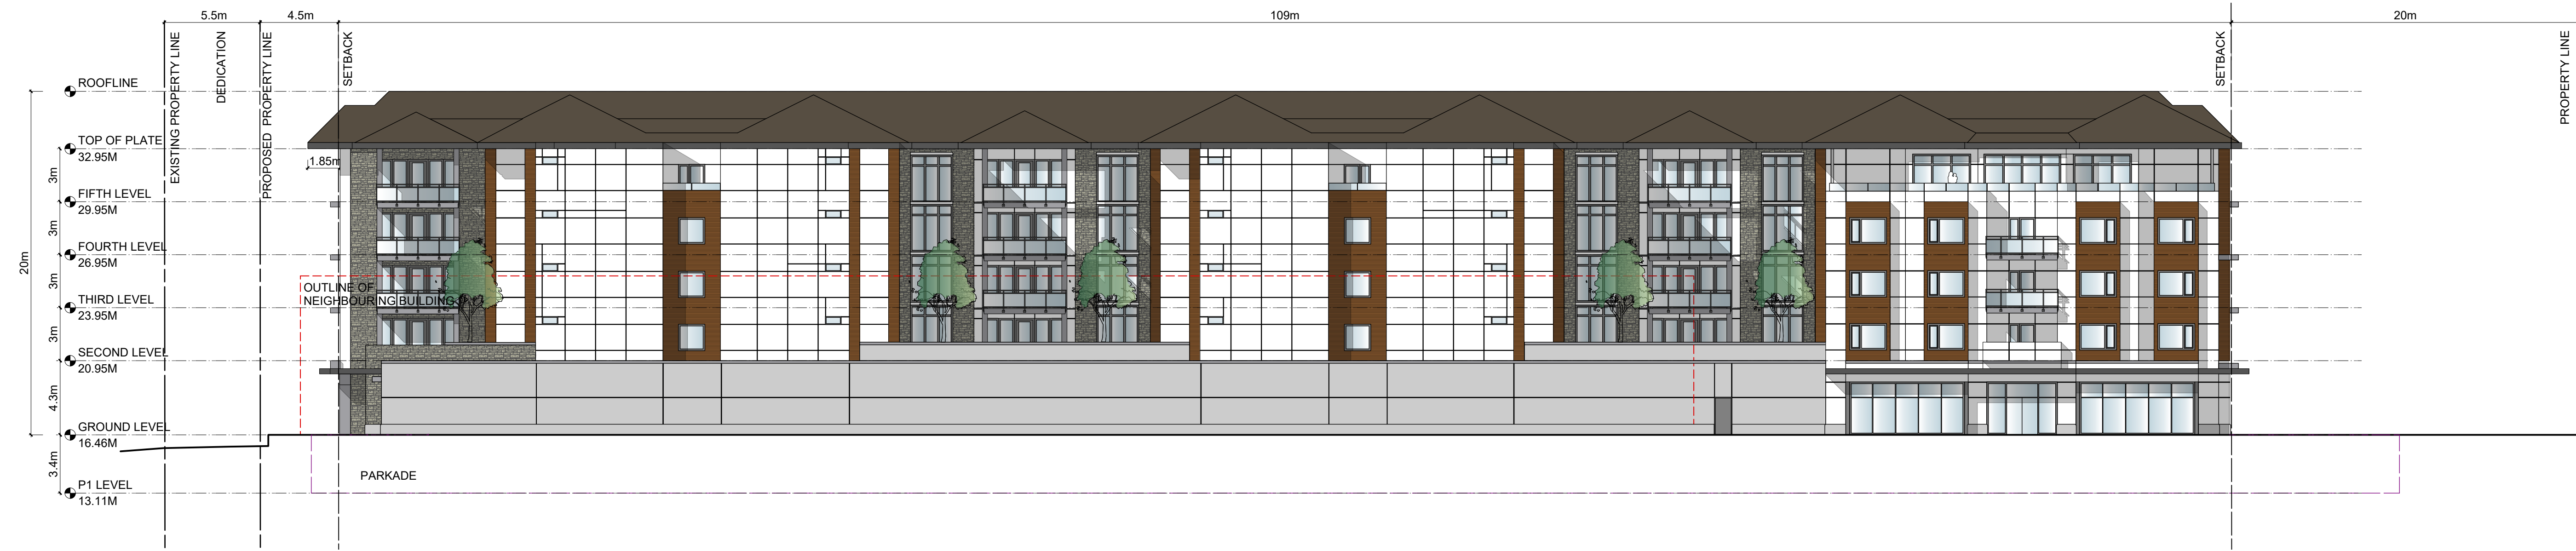 5.5m
4.5m
109m
20m
EXISTING PROPERTY LINE
DEDICATION
PROPOSED PROPERTY LINE
SETBACK
SETBACK
PROPERTY LINE
ROOFLINE
TOP OF PLATE
32.95M
1.85m
3m
FIFTH LEVEL
29.95M
3m
FOURTH LEVEL
26.95M
20m
3m
OUTLINE OF
NEIGHBOURING BUILDING
THIRD LEVEL
23.95M
3m
SECOND LEVEL
20.95M
4.3m
GROUND LEVEL
16.46M
3.4m
PARKADE
P1 LEVEL
13.11M